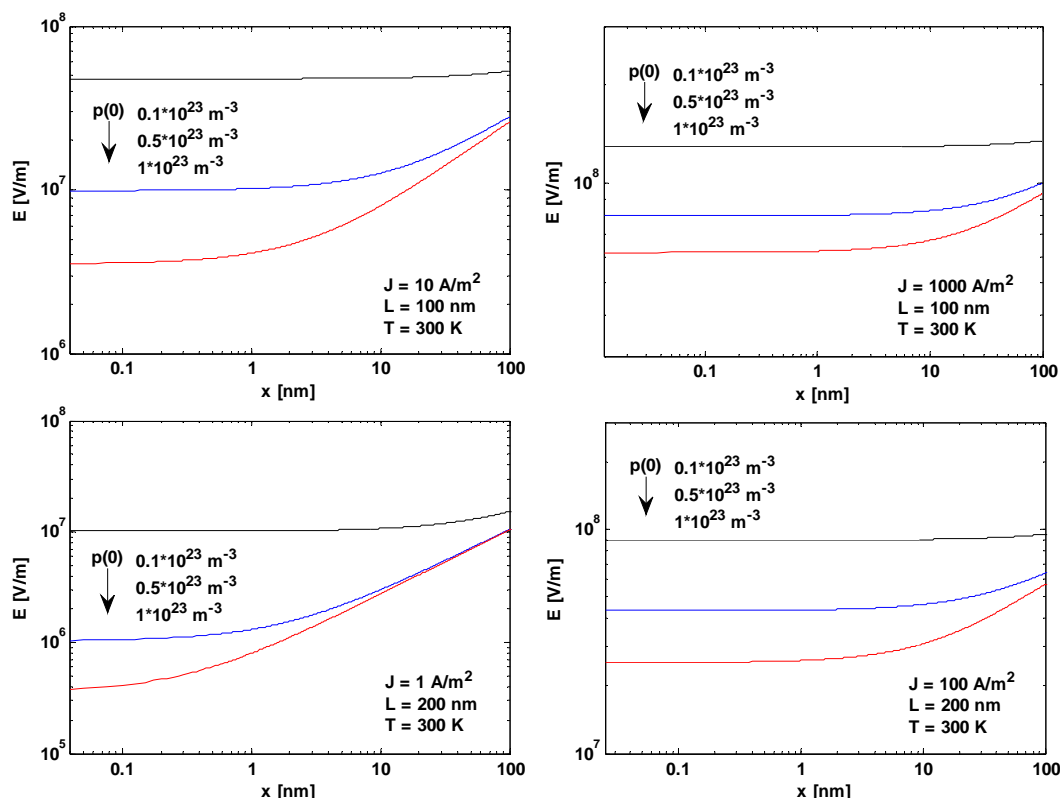 10^8
10^7
10^6
E [V/m]
p(0)
0.1*10^23 m^-3
0.5*10^23 m^-3
1*10^23 m^-3
J = 10 A/m^2
L = 100 nm
T = 300 K
0.1 1 10 100
x [nm]
10^8
E [V/m]
p(0)
0.1*10^23 m^-3
0.5*10^23 m^-3
1*10^23 m^-3
J = 1000 A/m^2
L = 100 nm
T = 300 K
0.1 1 10 100
x [nm]
10^8
10^7
10^6
10^5
E [V/m]
p(0)
0.1*10^23 m^-3
0.5*10^23 m^-3
1*10^23 m^-3
J = 1 A/m^2
L = 200 nm
T = 300 K
0.1 1 10 100
x [nm]
10^8
10^7
E [V/m]
p(0)
0.1*10^23 m^-3
0.5*10^23 m^-3
1*10^23 m^-3
J = 100 A/m^2
L = 200 nm
T = 300 K
0.1 1 10 100
x [nm]